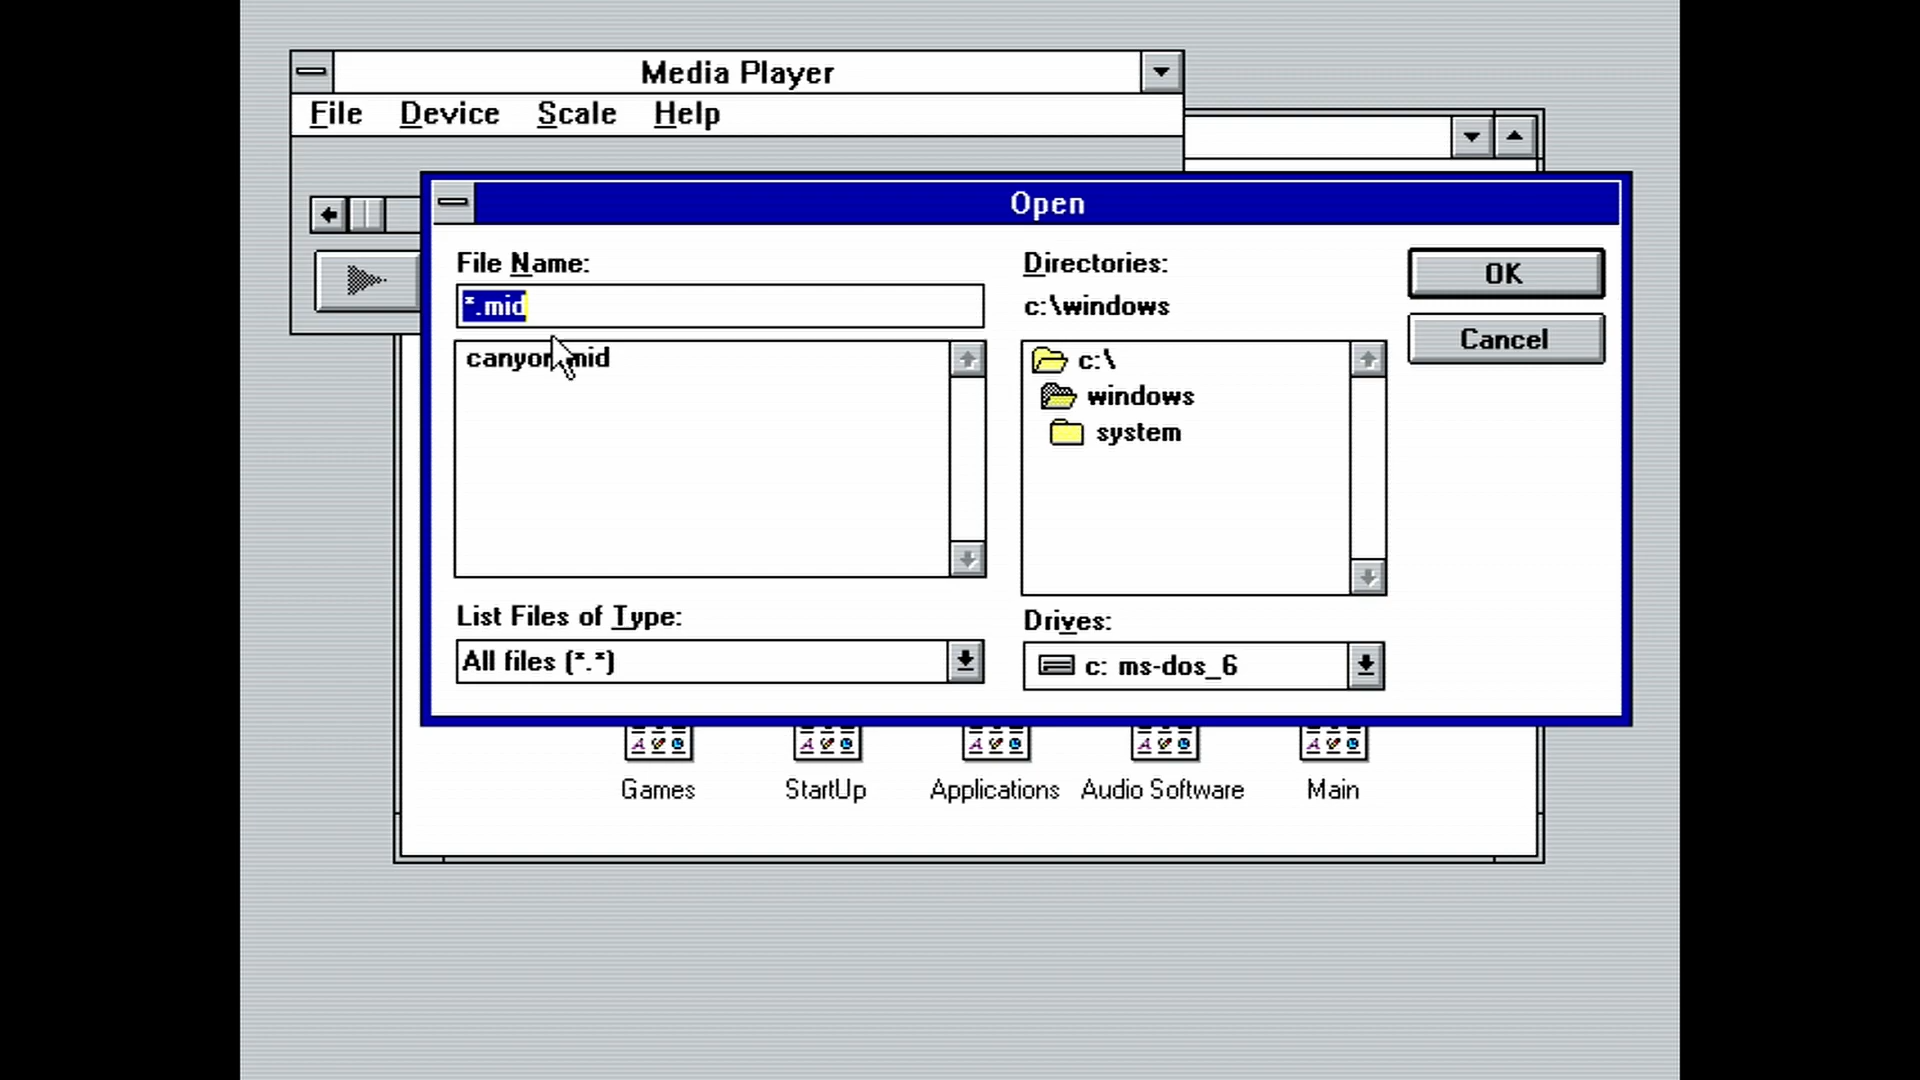 Media Player
File Device Scale Help
Open
File Name:
*.mid
canyon.mid
List Files of Type:
All files (*.*)
Directories:
c:\windows
c:\
windows
system
Drives:
c: ms-dos_6
OK
Cancel
Games StartUp Applications Audio Software Main